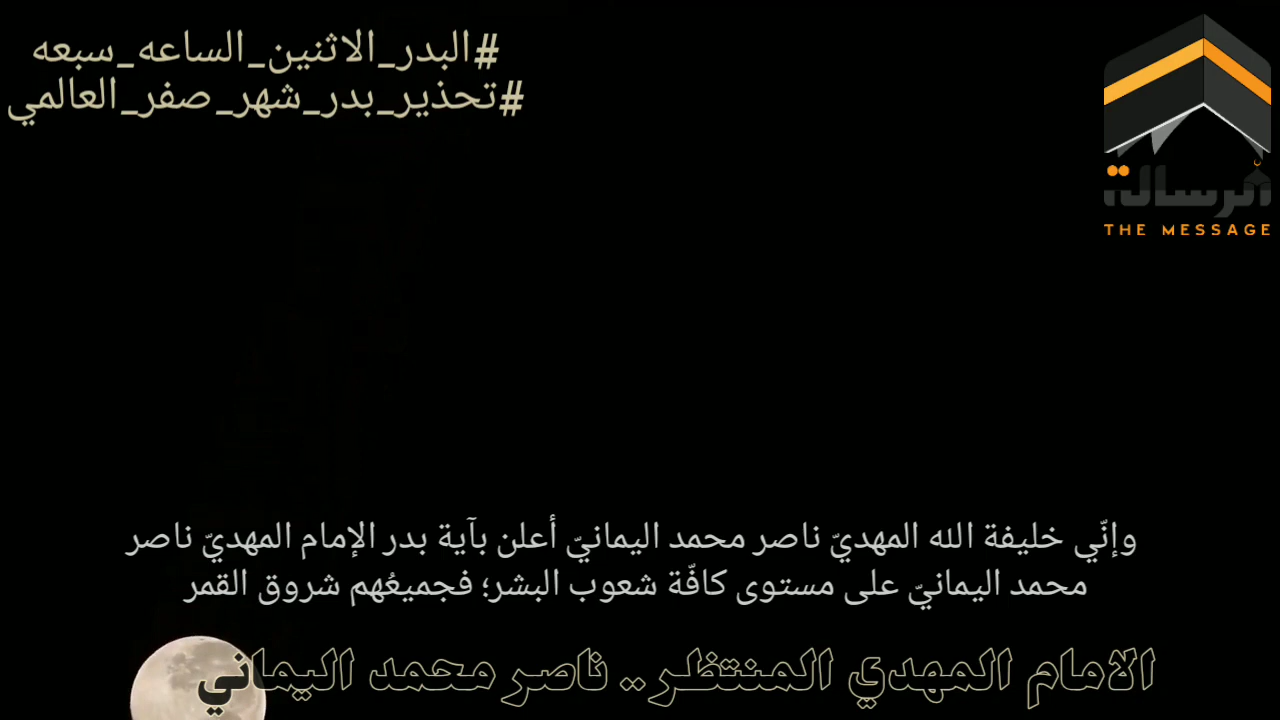 #البدر_الاثنين_الساعه_سبعه
#تحذير_بدر_شهر_صفر_العالمي
الرسالة
THE MESSAGE
وإنّي خليفة الله المهديّ ناصر محمد اليمانيّ أعلن بآية بدر الإمام المهديّ ناصر
محمد اليمانيّ على مستوى كافّة شعوب البشر؛ فجميعُهم شروق القمر
الامام المهدي المنتظر .. ناصر محمد اليماني